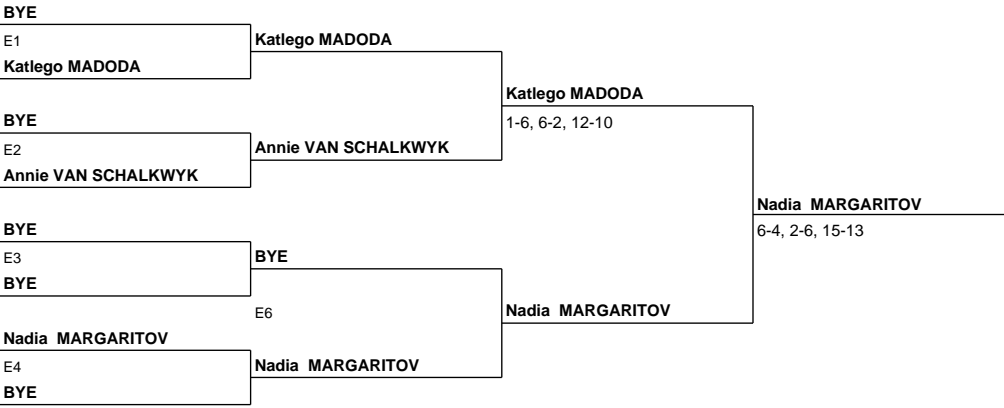 BYE
E1
Katlego MADODA
Katlego MADODA
BYE
E2
Annie VAN SCHALKWYK
Annie VAN SCHALKWYK
Katlego MADODA
1-6, 6-2, 12-10
BYE
E3
BYE
BYE
E6
Nadia MARGARITOV
E4
BYE
Nadia MARGARITOV
Nadia MARGARITOV
Nadia MARGARITOV
6-4, 2-6, 15-13